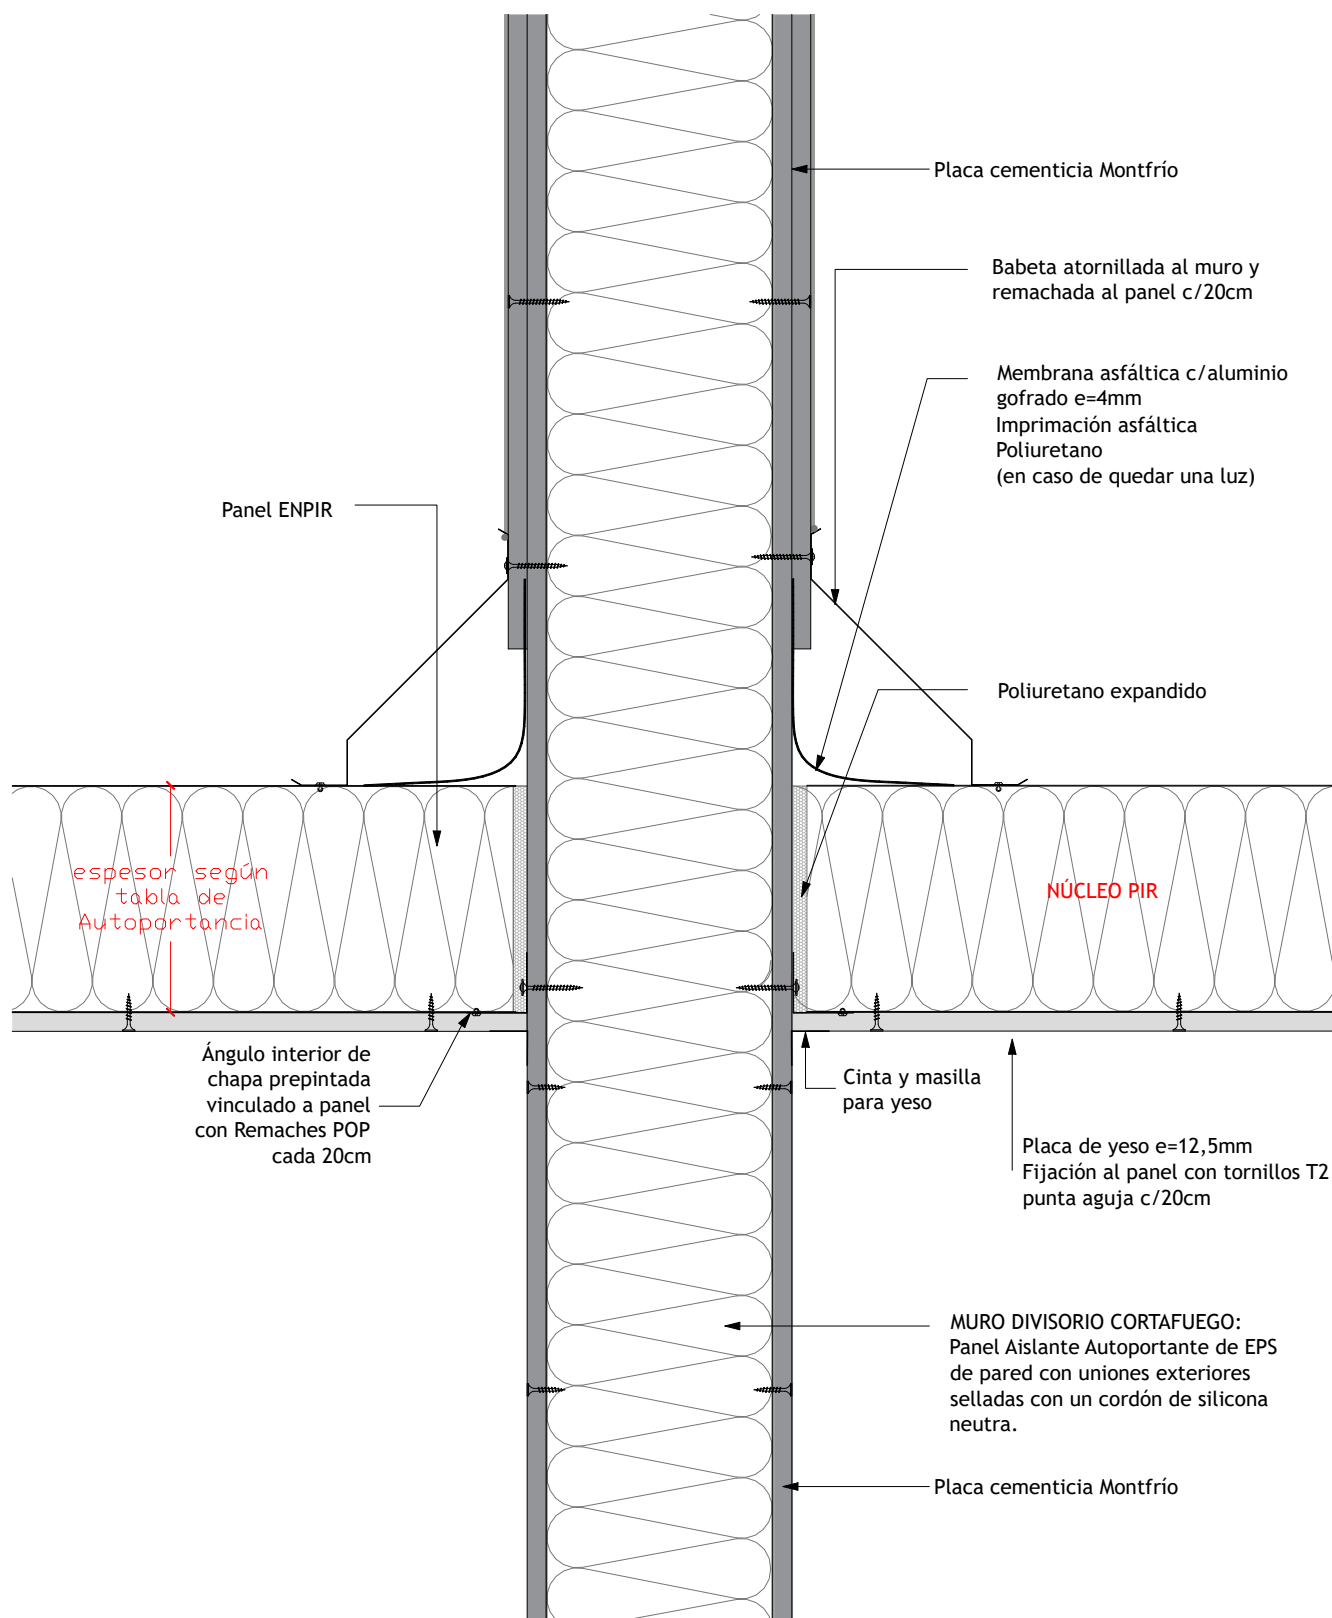 Placa cementicia Montfrío
Babeta atornillada al muro y
remachada al panel c/20cm
Membrana asfáltica c/aluminio
gofrado e=4mm
Imprimación asfáltica
Poliuretano
(en caso de quedar una luz)
Panel ENPIR
Poliuretano expandido
espesor según
tabla de
Autoportancia
NÚCLEO PIR
Ángulo interior de
chapa prepintada
vinculado a panel
con Remaches POP
cada 20cm
Cinta y masilla
para yeso
Placa de yeso e=12,5mm
Fijación al panel con tornillos T2
punta aguja c/20cm
MURO DIVISORIO CORTAFUEGO:
Panel Aislante Autoportante de EPS
de pared con uniones exteriores
selladas con un cordón de silicona
neutra.
Placa cementicia Montfrío